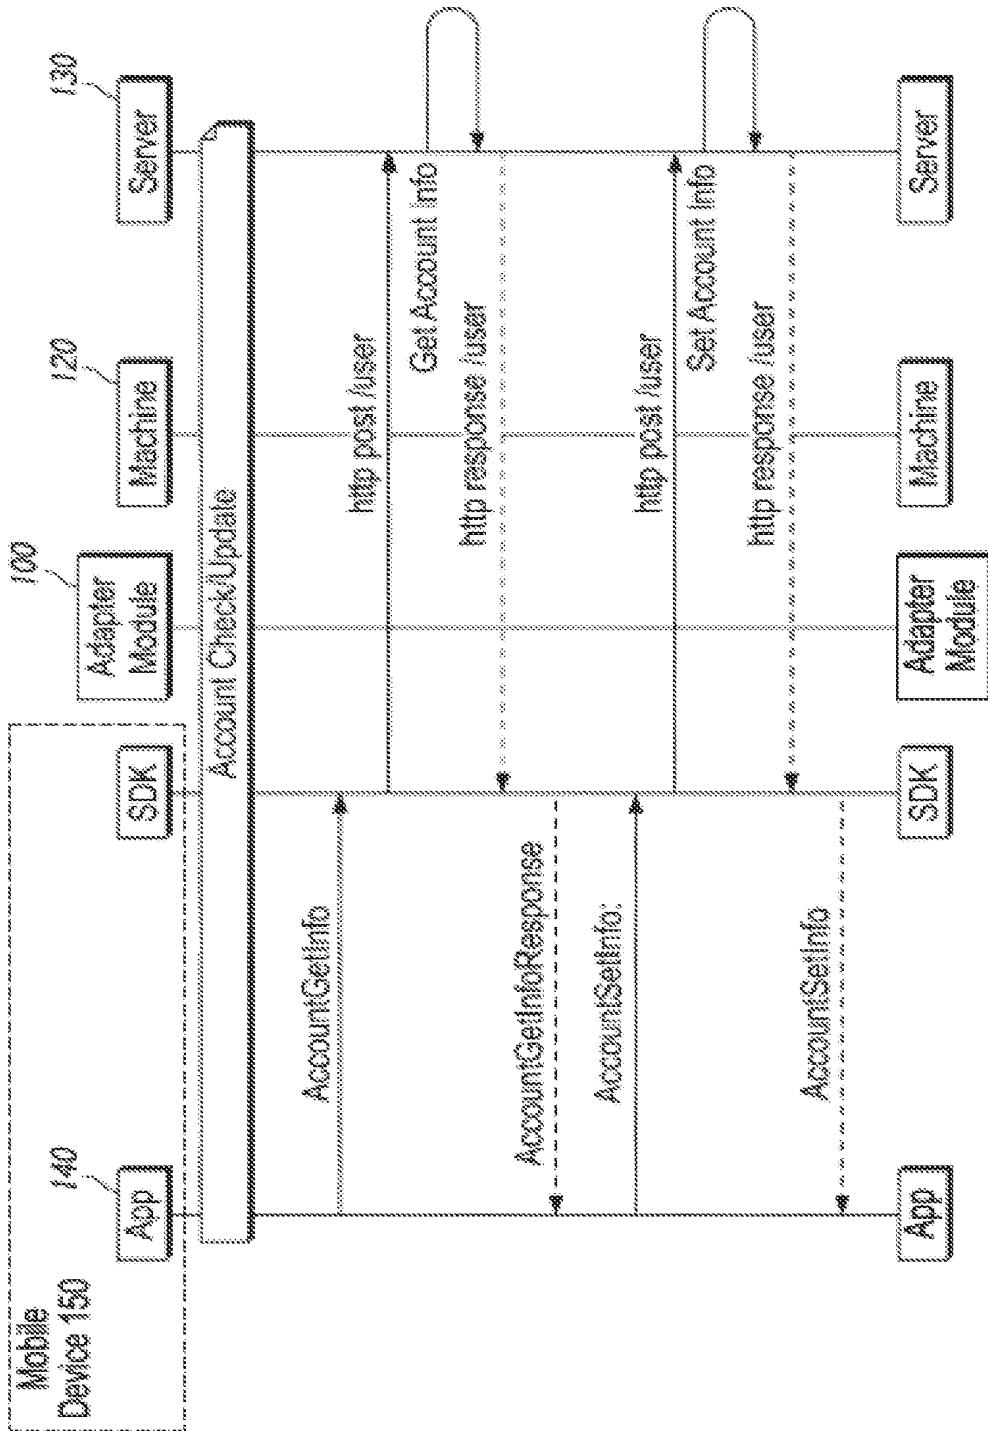 Mobile
Device 150
140
App
SDK
100
Adapter
Module
120
Machine
130
Server
Account Check/Update
AccountGetInfo
http post /user
Get Account Info
http response /user
AccountGetInfoResponse
AccountSetInfo:
http post /user
Set Account Info
http response /user
AccountSetInfo
App
SDK
Adapter
Module
Machine
Server